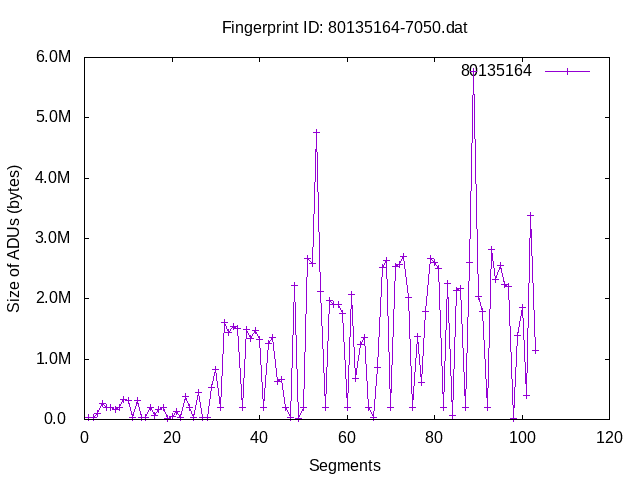 Fingerprint ID: 80135164-7050.dat
80135164
Size of ADUs (bytes)
6.0M
5.0M
4.0M
3.0M
2.0M
1.0M
0.0
0 20 40 60 80 100 120
Segments